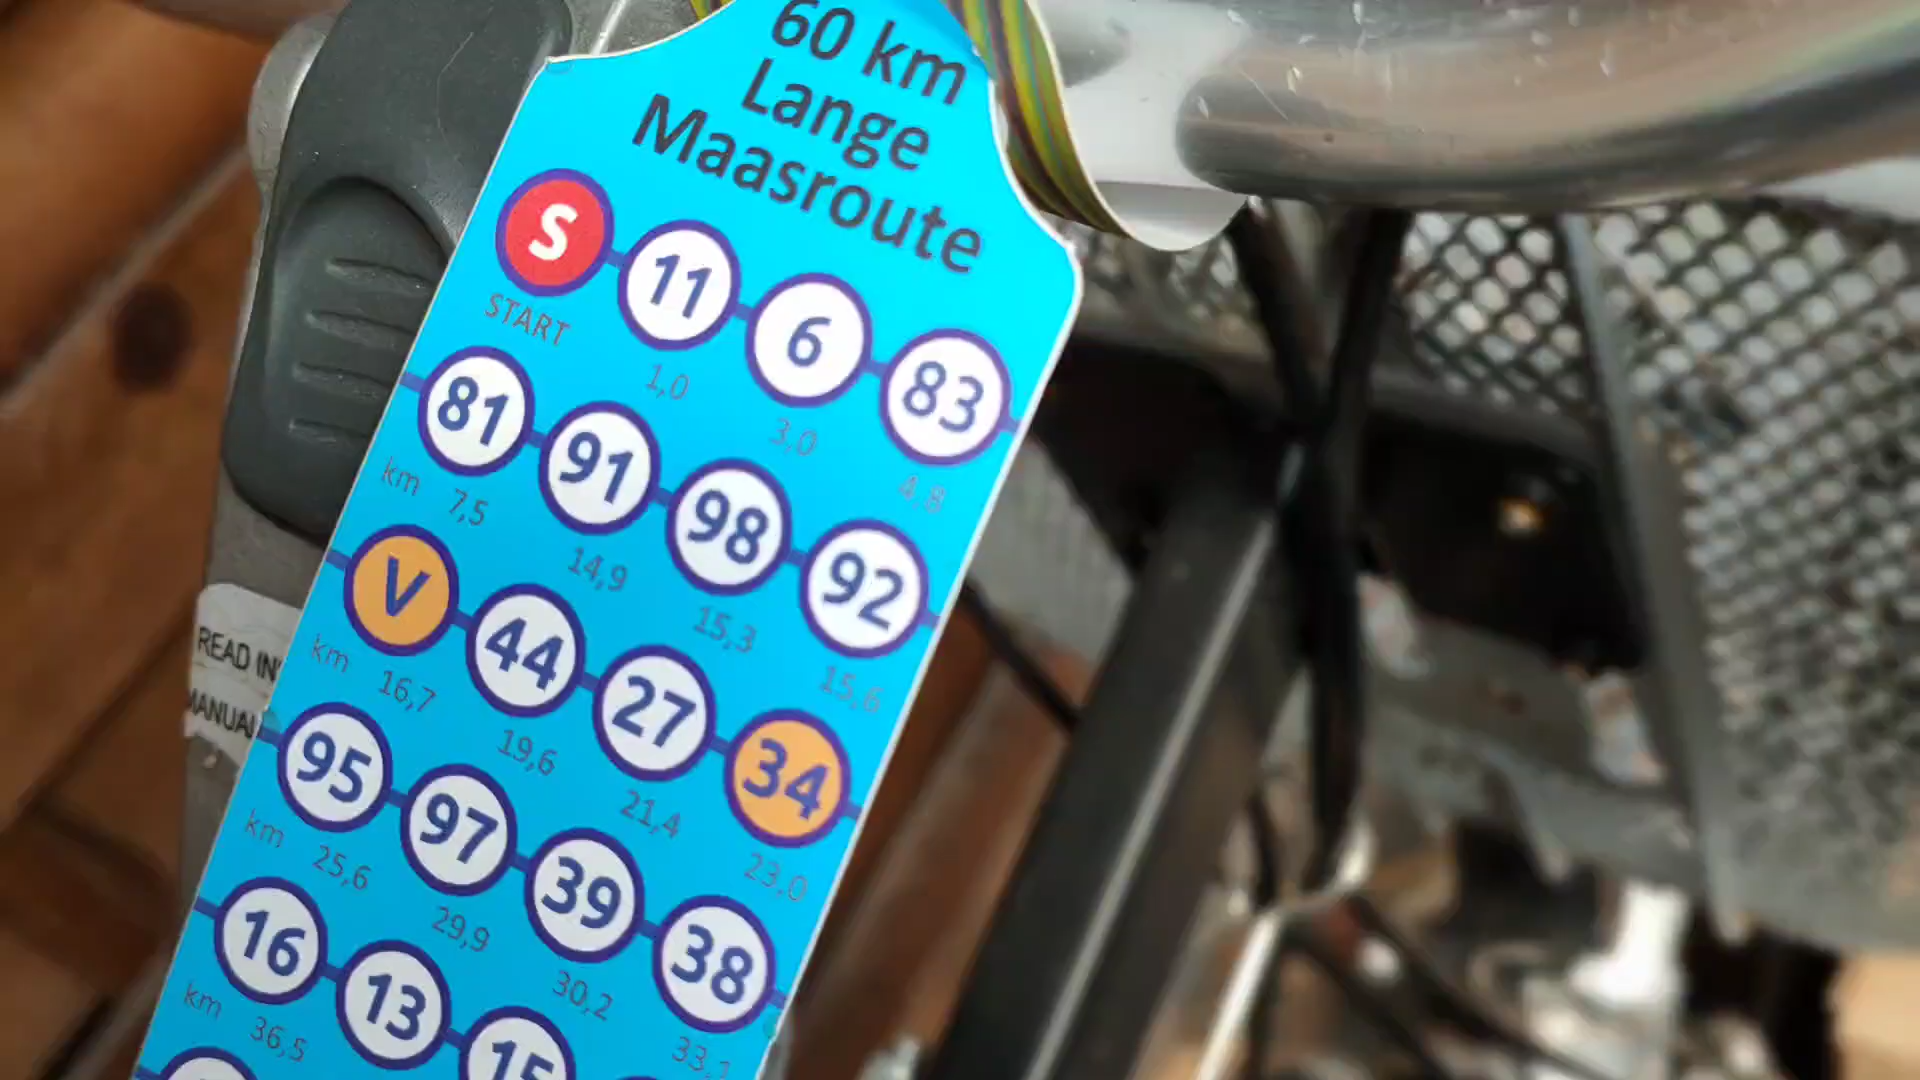 60 km
Lange
Maasroute
S 11 6 83
START 1,0 3,0 4,8
81 91 98 92
km 7,5 14,9 15,3 15,6
V 44 27 34
km 16,7 19,6 21,4 23,0
95 97 39 38
km 25,6 29,9 30,2 33,1
16 13 15
km 36,5
READ
MANUAL